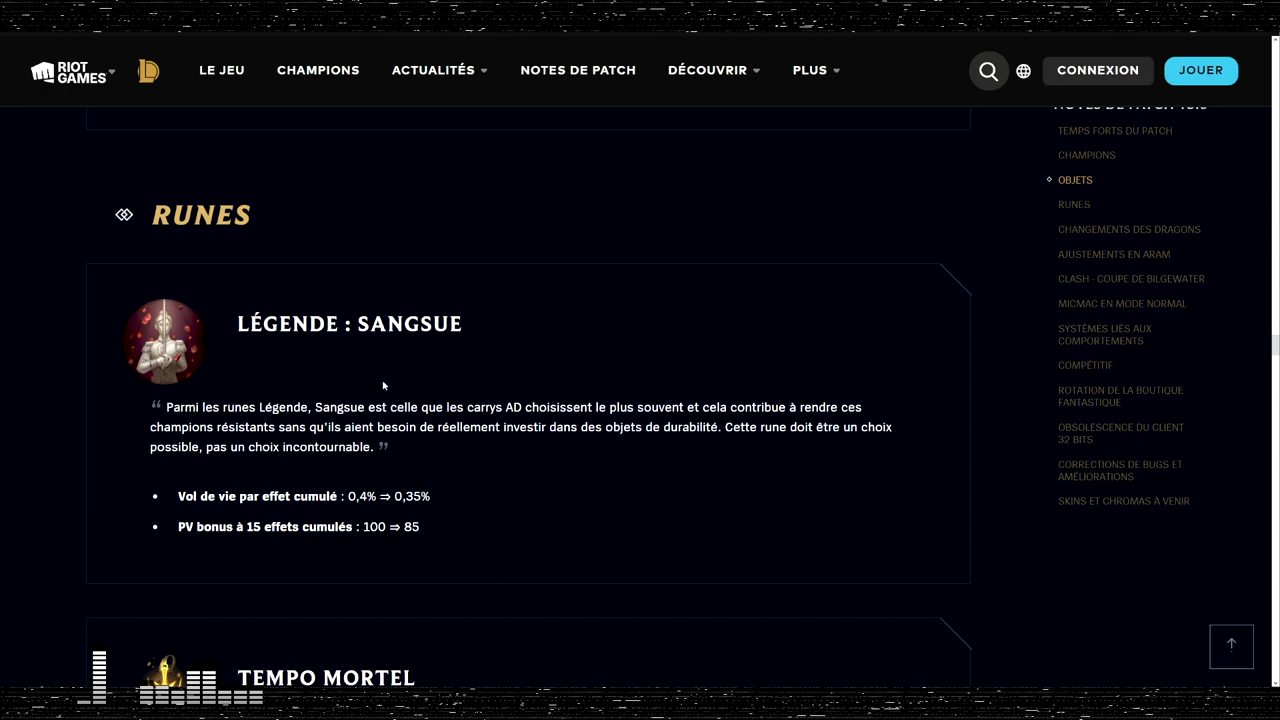 RIOT GAMES
LE JEU
CHAMPIONS
ACTUALITÉS
NOTES DE PATCH
DÉCOUVRIR
PLUS
CONNEXION
JOUER
TEMPS FORTS DU PATCH
CHAMPIONS
OBJETS
RUNES
CHANGEMENTS DES DRAGONS
AJUSTEMENTS EN ARAM
CLASH - COUPE DE BILGEWATER
MICMAC EN MODE NORMAL
SYSTÈMES LIÉS AUX
COMPORTEMENTS
COMPÉTITIF
ROTATION DE LA BOUTIQUE
FANTASTIQUE
OBSOLESCENCE DU CLIENT
32 BITS
CORRECTIONS DE BUGS ET
AMÉLIORATIONS
SKINS ET CHROMAS À VENIR
RUNES
LÉGENDE : SANGSUE
“ Parmi les runes Légende, Sangsue est celle que les carrys AD choisissent le plus souvent et cela contribue à rendre ces
champions résistants sans qu'ils aient besoin de réellement investir dans des objets de durabilité. Cette rune doit être un choix
possible, pas un choix incontournable. ”
• Vol de vie par effet cumulé : 0,4% ⇒ 0,35%
• PV bonus à 15 effets cumulés : 100 ⇒ 85
TEMPO MORTEL